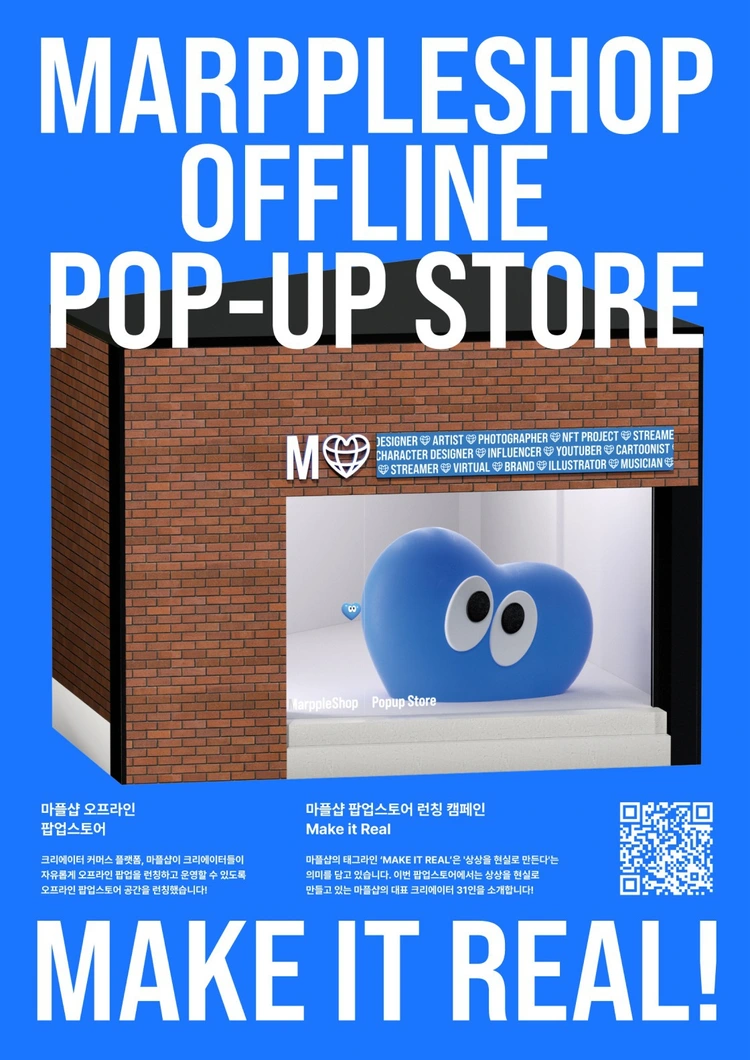 MARPPLESHOP
OFFLINE
POP-UP STORE
M
DESIGNER ARTIST PHOTOGRAPHER NFT PROJECT STREAME
CHARACTER DESIGNER INFLUENCER YOUTUBER CARTOONIST
STREAMER VIRTUAL BRAND ILLUSTRATOR MUSICIAN
MarppleShop Popup Store
마플샵 오프라인
팝업스토어
크리에이터 커머스 플랫폼, 마플샵이 크리에이터들이
자유롭게 오프라인 팝업을 런칭하고 운영할 수 있도록
오프라인 팝업스토어 공간을 런칭했습니다!
마플샵 팝업스토어 런칭 캠페인
Make it Real
마플샵의 태그라인 ‘MAKE IT REAL’은 ‘상상을 현실로 만든다’는
의미를 담고 있습니다. 이번 팝업스토어에서는 상상을 현실로
만들고 있는 마플샵의 대표 크리에이터 31인을 소개합니다!
MAKE IT REAL!